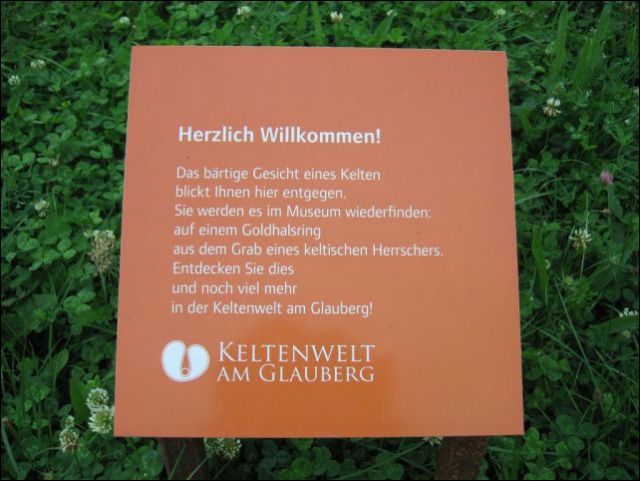 Herzlich Willkommen!
Das bärtige Gesicht eines Kelten
blickt Ihnen hier entgegen.
Sie werden es im Museum wiederfinden:
auf einem Goldhalsring
aus dem Grab eines keltischen Herrschers.
Entdecken Sie dies
und noch viel mehr
in der Keltenwelt am Glauberg!
KELTENWELT
AM GLAUBERG